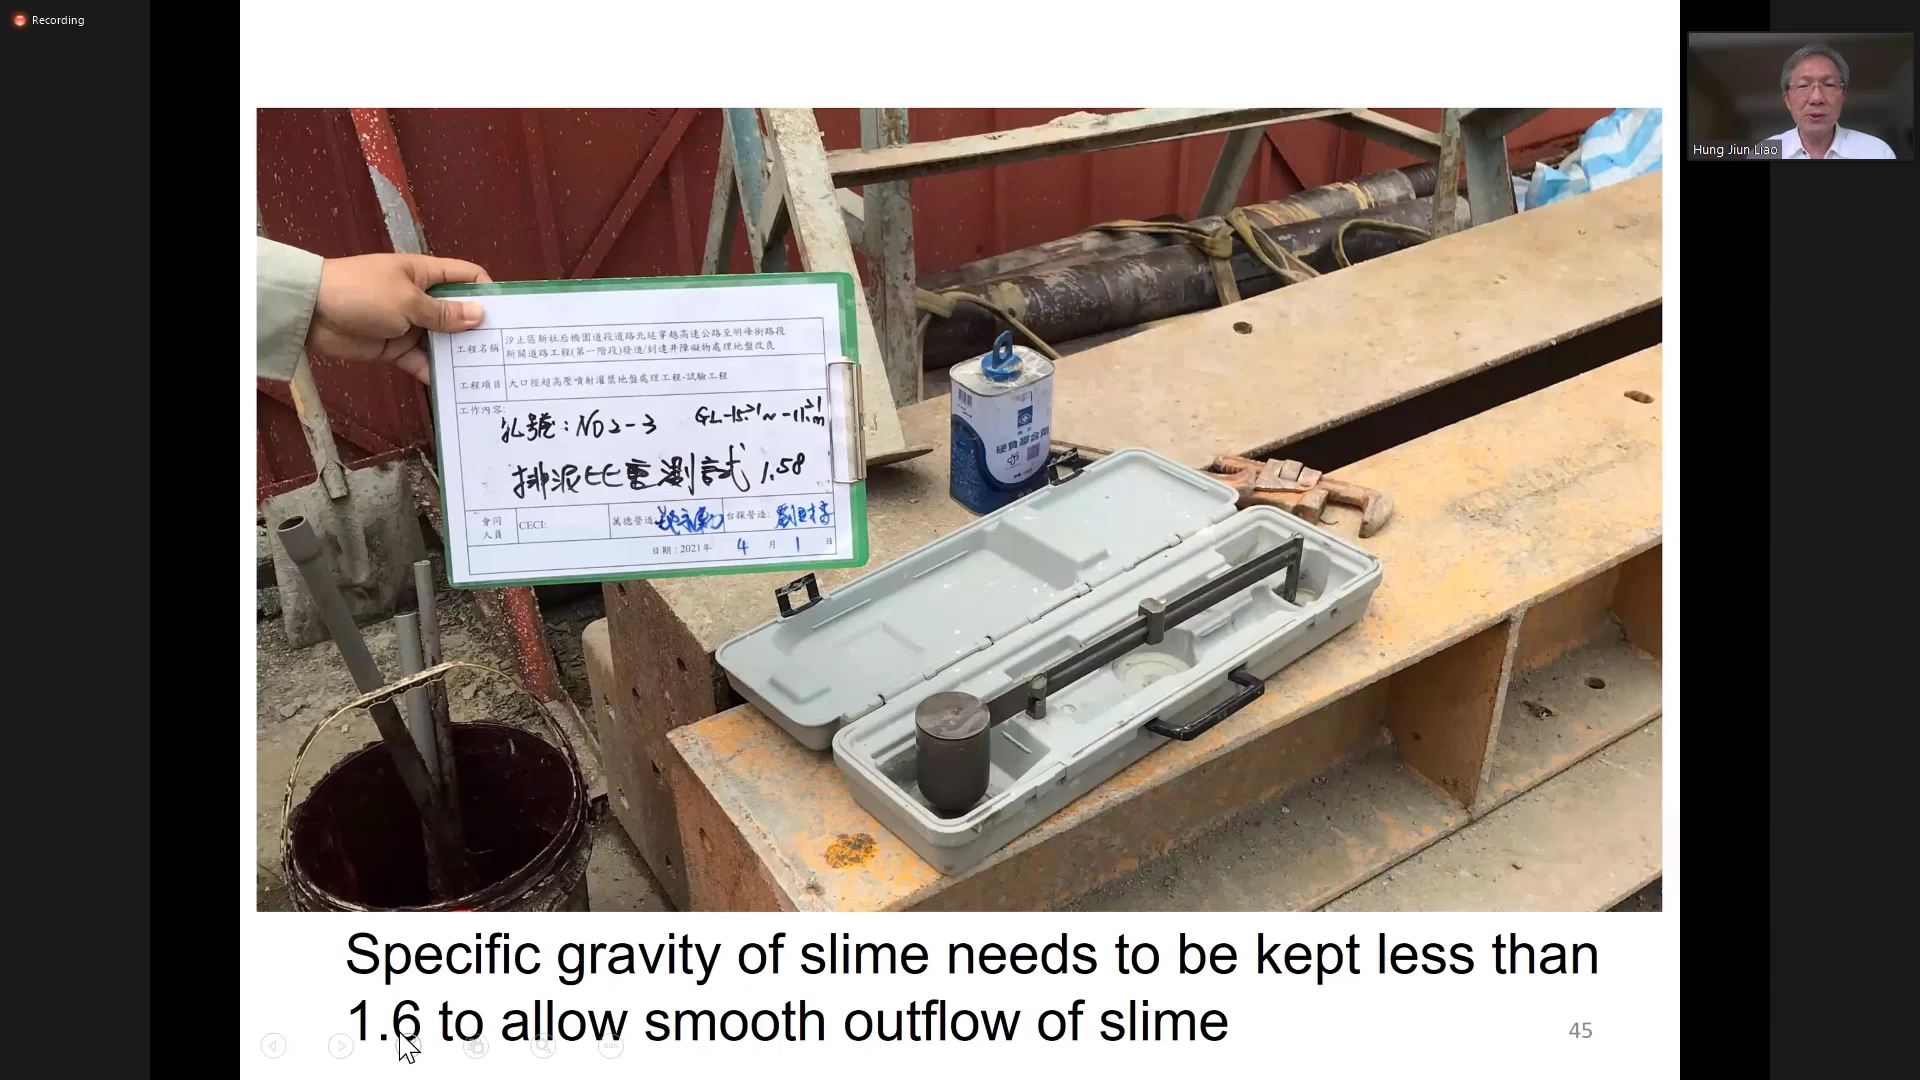 Recording
Hung Jiun Liao
工程名稱
汐止區新社后橋園道段道路北延穿越高速公路至明峰街路段
新闢道路工程(第一階段)發進/到達井障礙物處理地盤改良
工程項目
大口徑超高壓噴射灌漿地盤處理工程-試驗工程
工作內容:
孔號:NO2-3
排泥比重測試 1.58
會同
人員
CECI:
萬德營造:
台探營造:
日期:2021年 4 月 1 日
Specific gravity of slime needs to be kept less than
1.6 to allow smooth outflow of slime
45